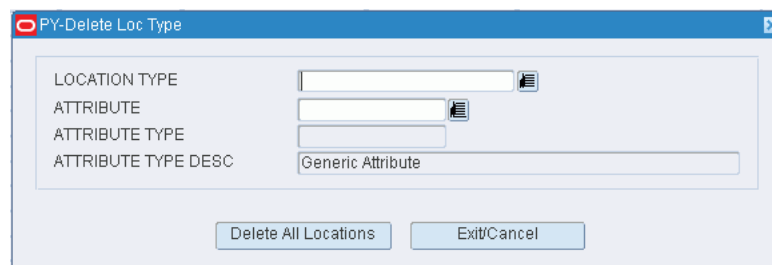 PY-Delete Loc Type
LOCATION TYPE
ATTRIBUTE
ATTRIBUTE TYPE
ATTRIBUTE TYPE DESC Generic Attribute
Delete All Locations Exit/Cancel